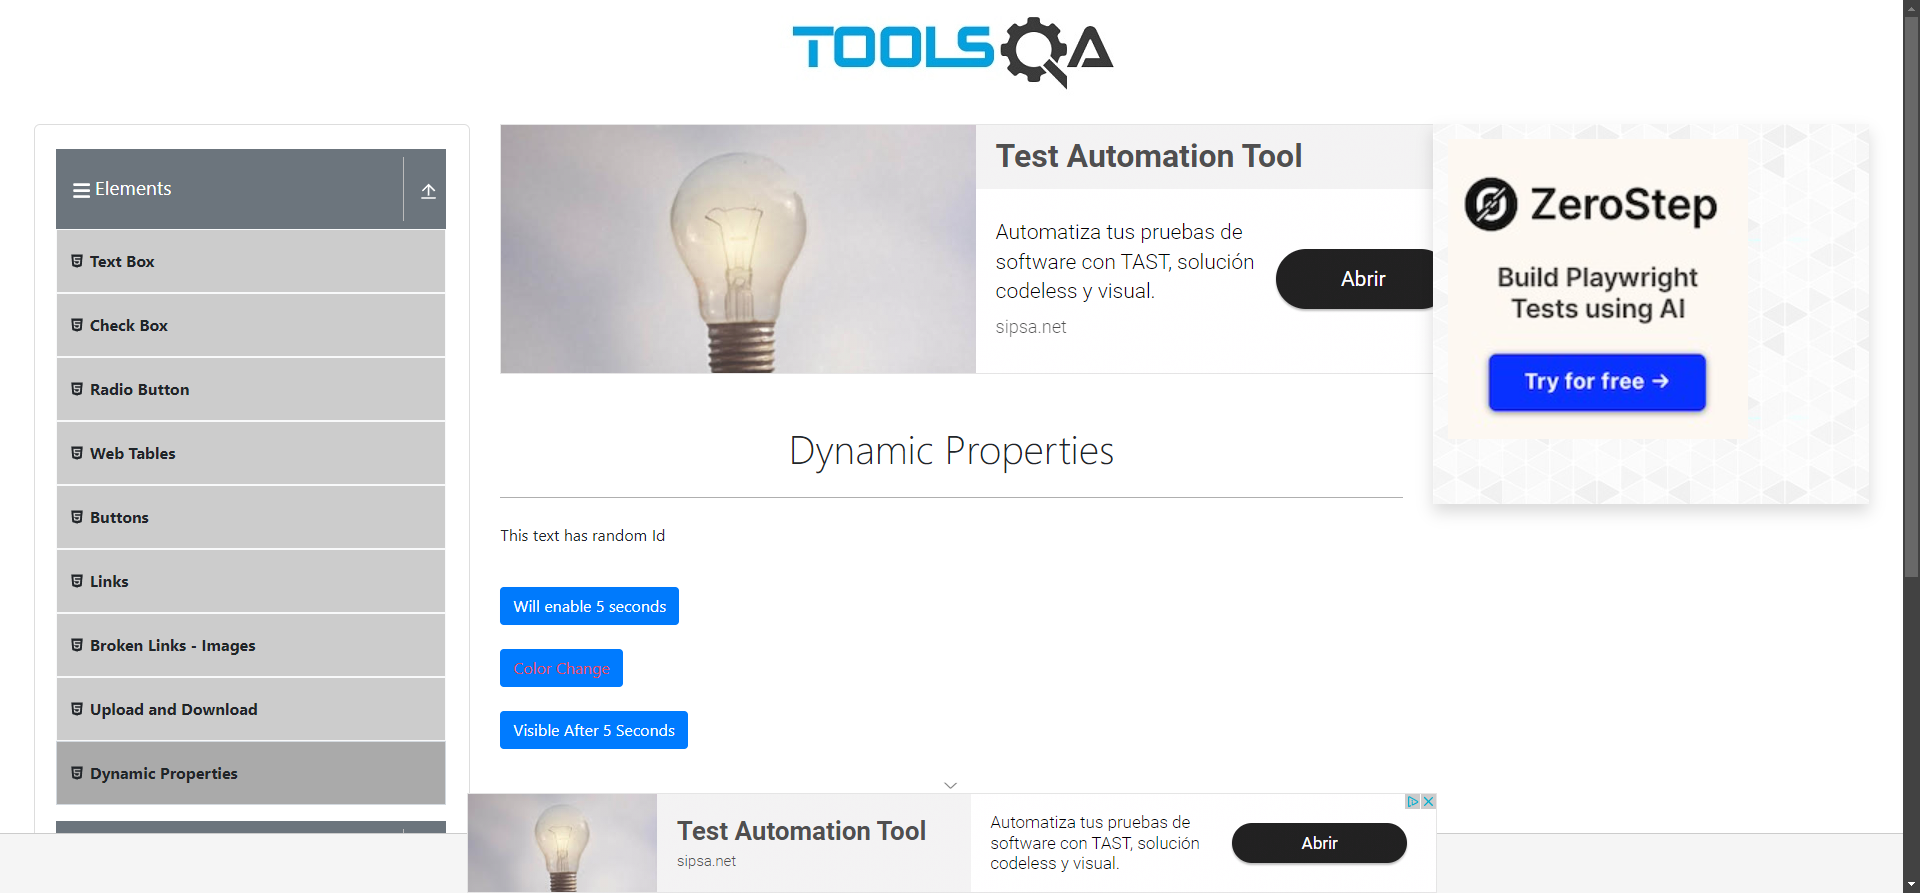 TOOLSQA
Elements
Text Box
Check Box
Radio Button
Web Tables
Buttons
Links
Broken Links - Images
Upload and Download
Dynamic Properties
Test Automation Tool
Automatiza tus pruebas de
software con TAST, solución
codeless y visual.
sipsa.net
Abrir
ZeroStep
Build Playwright
Tests using AI
Try for free →
Dynamic Properties
This text has random Id
Will enable 5 seconds
Color Change
Visible After 5 Seconds
Test Automation Tool
sipsa.net
Automatiza tus pruebas de
software con TAST, solución
codeless y visual.
Abrir